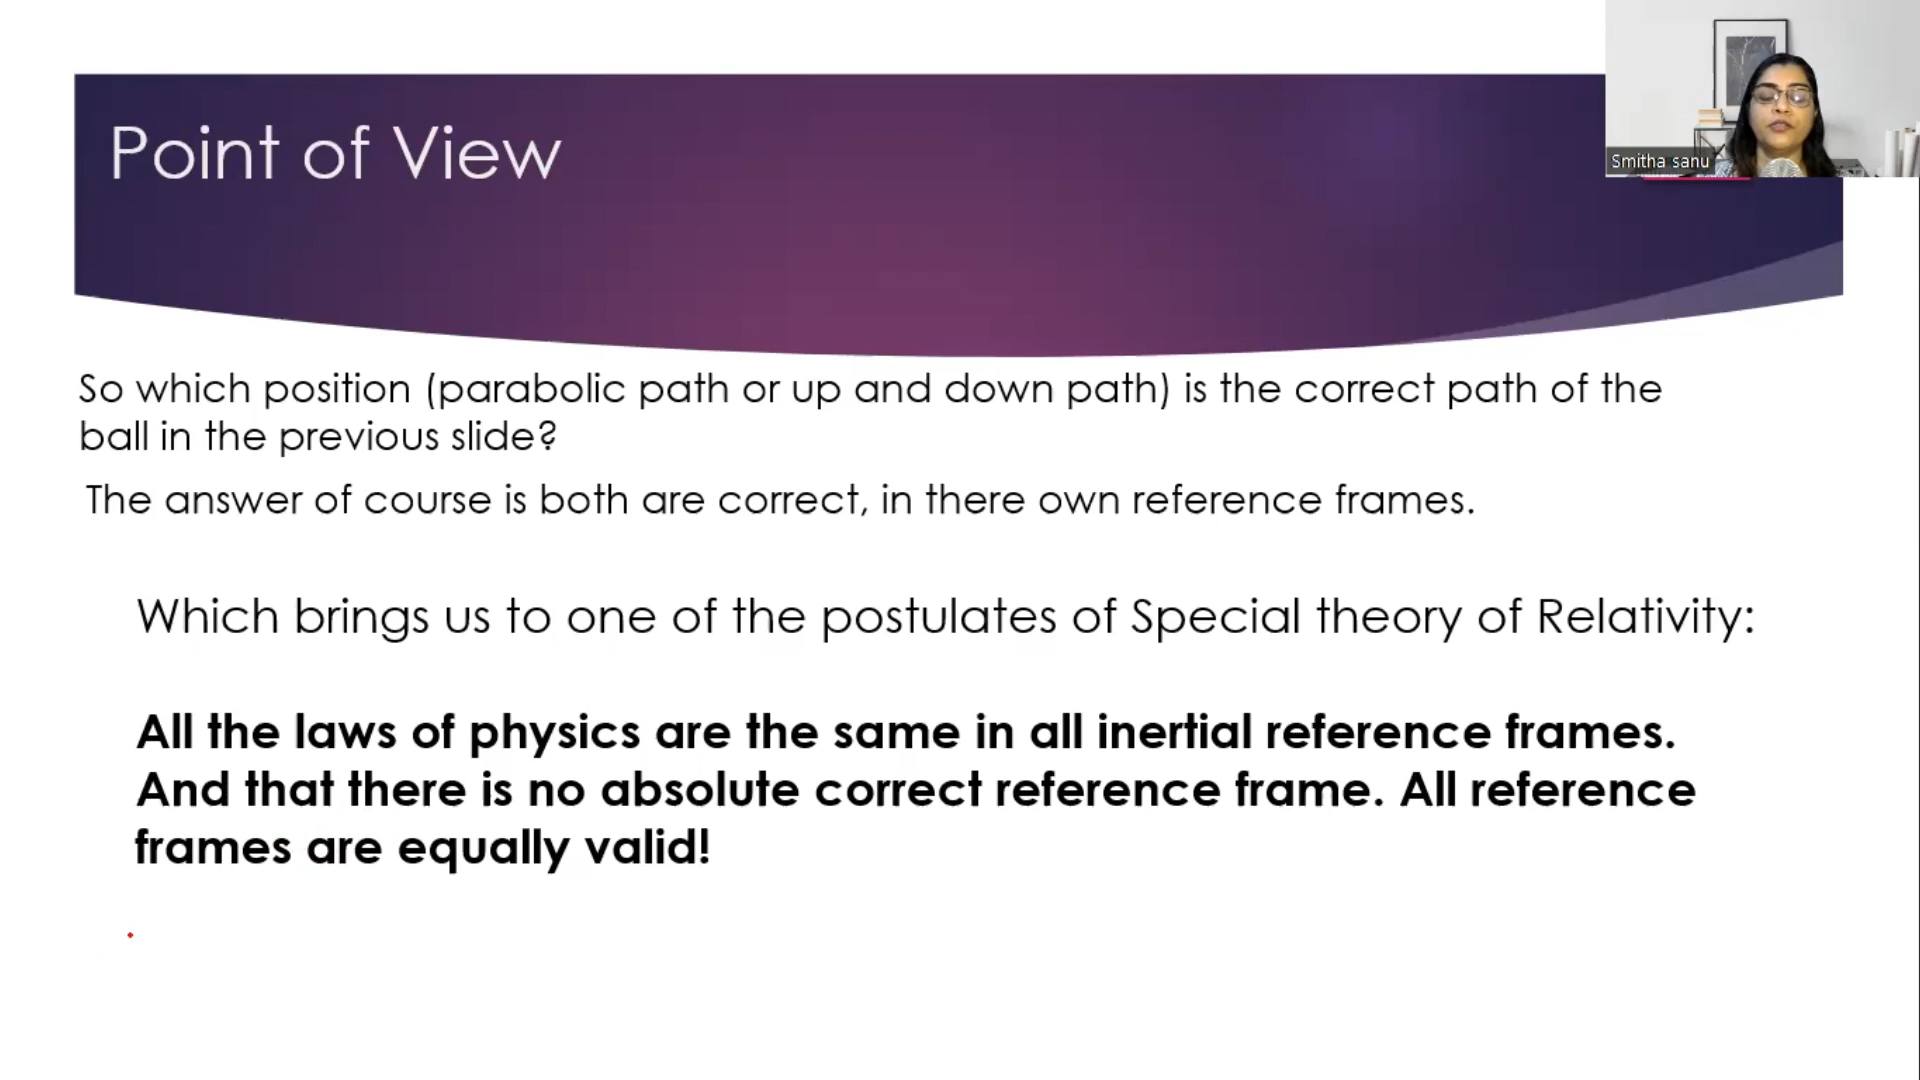 Point of View
Smitha sanu
So which position (parabolic path or up and down path) is the correct path of the
ball in the previous slide?
The answer of course is both are correct, in there own reference frames.
Which brings us to one of the postulates of Special theory of Relativity:
All the laws of physics are the same in all inertial reference frames.
And that there is no absolute correct reference frame. All reference
frames are equally valid!